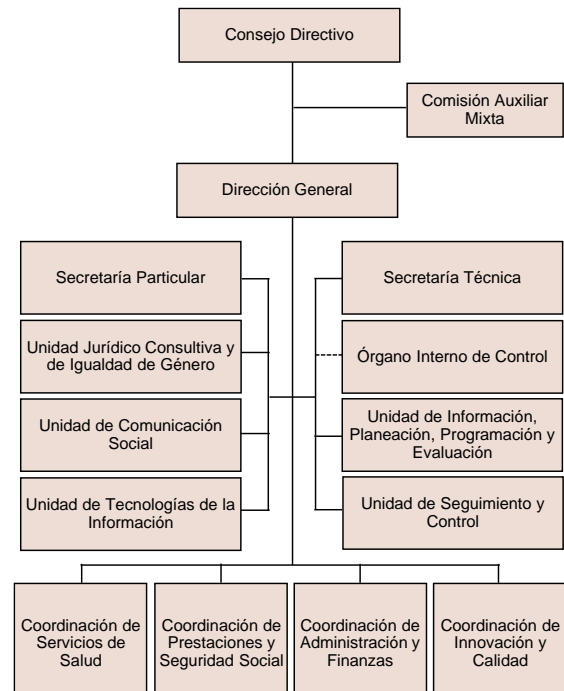 Consejo Directivo
Comisión Auxiliar
Mixta
Dirección General
Secretaría Particular
Secretaría Técnica
Unidad Jurídico Consultiva y
de Igualdad de Género
Órgano Interno de Control
Unidad de Comunicación
Social
Unidad de Información,
Planeación, Programación y
Evaluación
Unidad de Tecnologías de la
Información
Unidad de Seguimiento y
Control
Coordinación de
Servicios de
Salud
Coordinación de
Prestaciones y
Seguridad Social
Coordinación de
Administración y
Finanzas
Coordinación de
Innovación y
Calidad